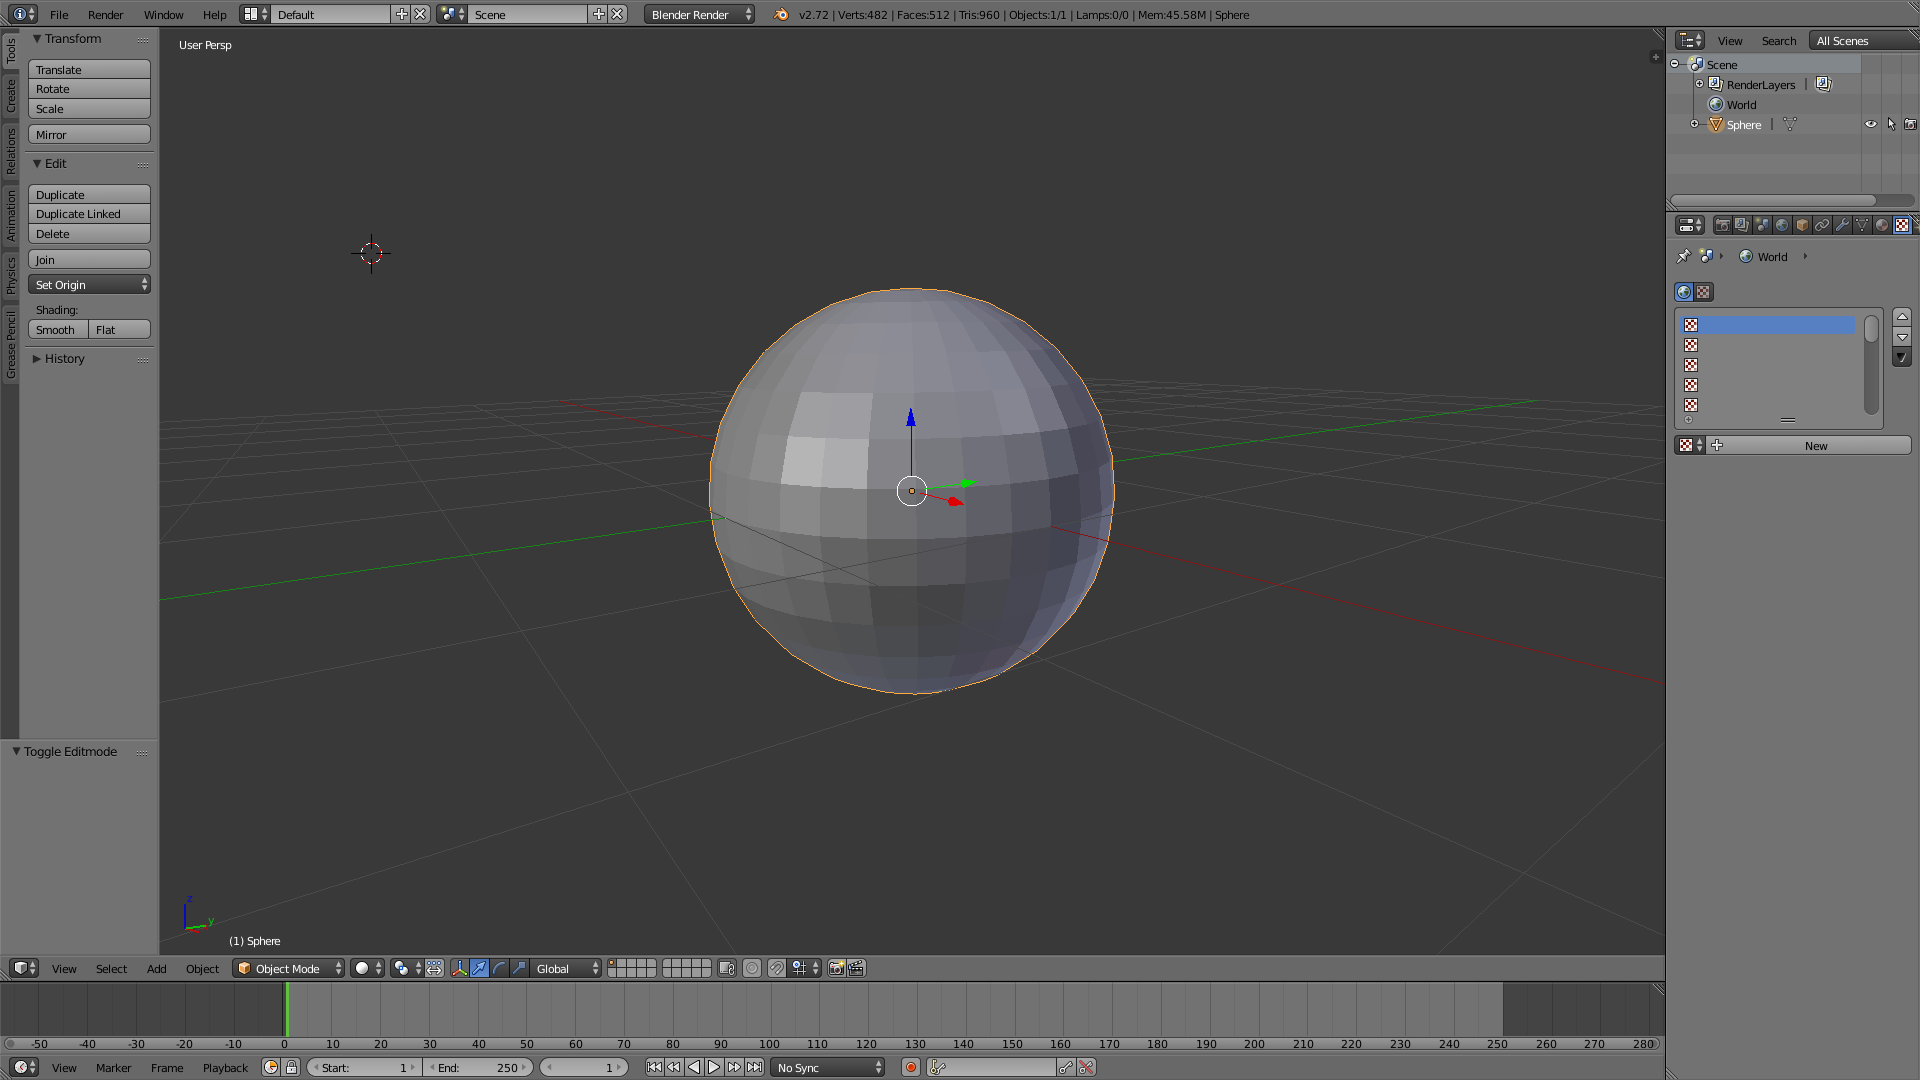 File Render Window Help Default Scene Blender Render v2.72 | Verts:482 | Faces:512 | Tris:960 | Objects:1/1 | Lamps:0/0 | Mem:45.58M | Sphere
Tools
Create
Relations
Animation
Physics
Grease Pencil
Transform
Translate
Rotate
Scale
Mirror
Edit
Duplicate
Duplicate Linked
Delete
Join
Set Origin
Shading:
Smooth Flat
History
Toggle Editmode
User Persp
z
y
(1) Sphere
View Search All Scenes
Scene
RenderLayers |
World
Sphere |
World
New
View Select Add Object Object Mode Global
-50 -40 -30 -20 -10 0 10 20 30 40 50 60 70 80 90 100 110 120 130 140 150 160 170 180 190 200 210 220 230 240 250 260 270 280
View Marker Frame Playback Start: 1 End: 250 1 No Sync